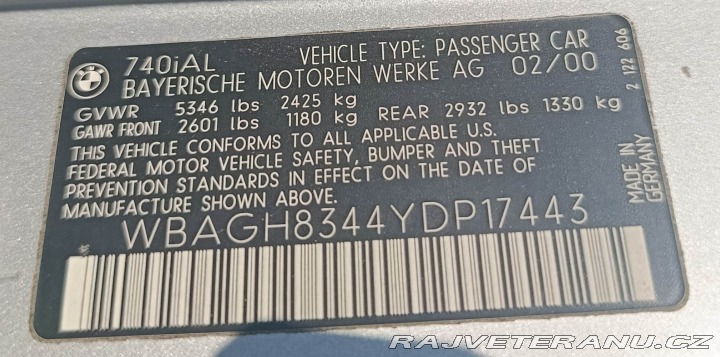 740iAL VEHICLE TYPE: PASSENGER CAR
BAYERISCHE MOTOREN WERKE AG 02/00
GVWR 5346 lbs 2425 kg
GAWR FRONT 2601 lbs 1180 kg REAR 2932 lbs 1330 kg
THIS VEHICLE CONFORMS TO ALL APPLICABLE U.S.
FEDERAL MOTOR VEHICLE SAFETY, BUMPER AND THEFT
PREVENTION STANDARDS IN EFFECT ON THE DATE OF
MANUFACTURE SHOWN ABOVE.
WBAGH8344YDP17443
MADE IN
GERMANY
2 122 606
BMW
RAJVETERANU.CZ